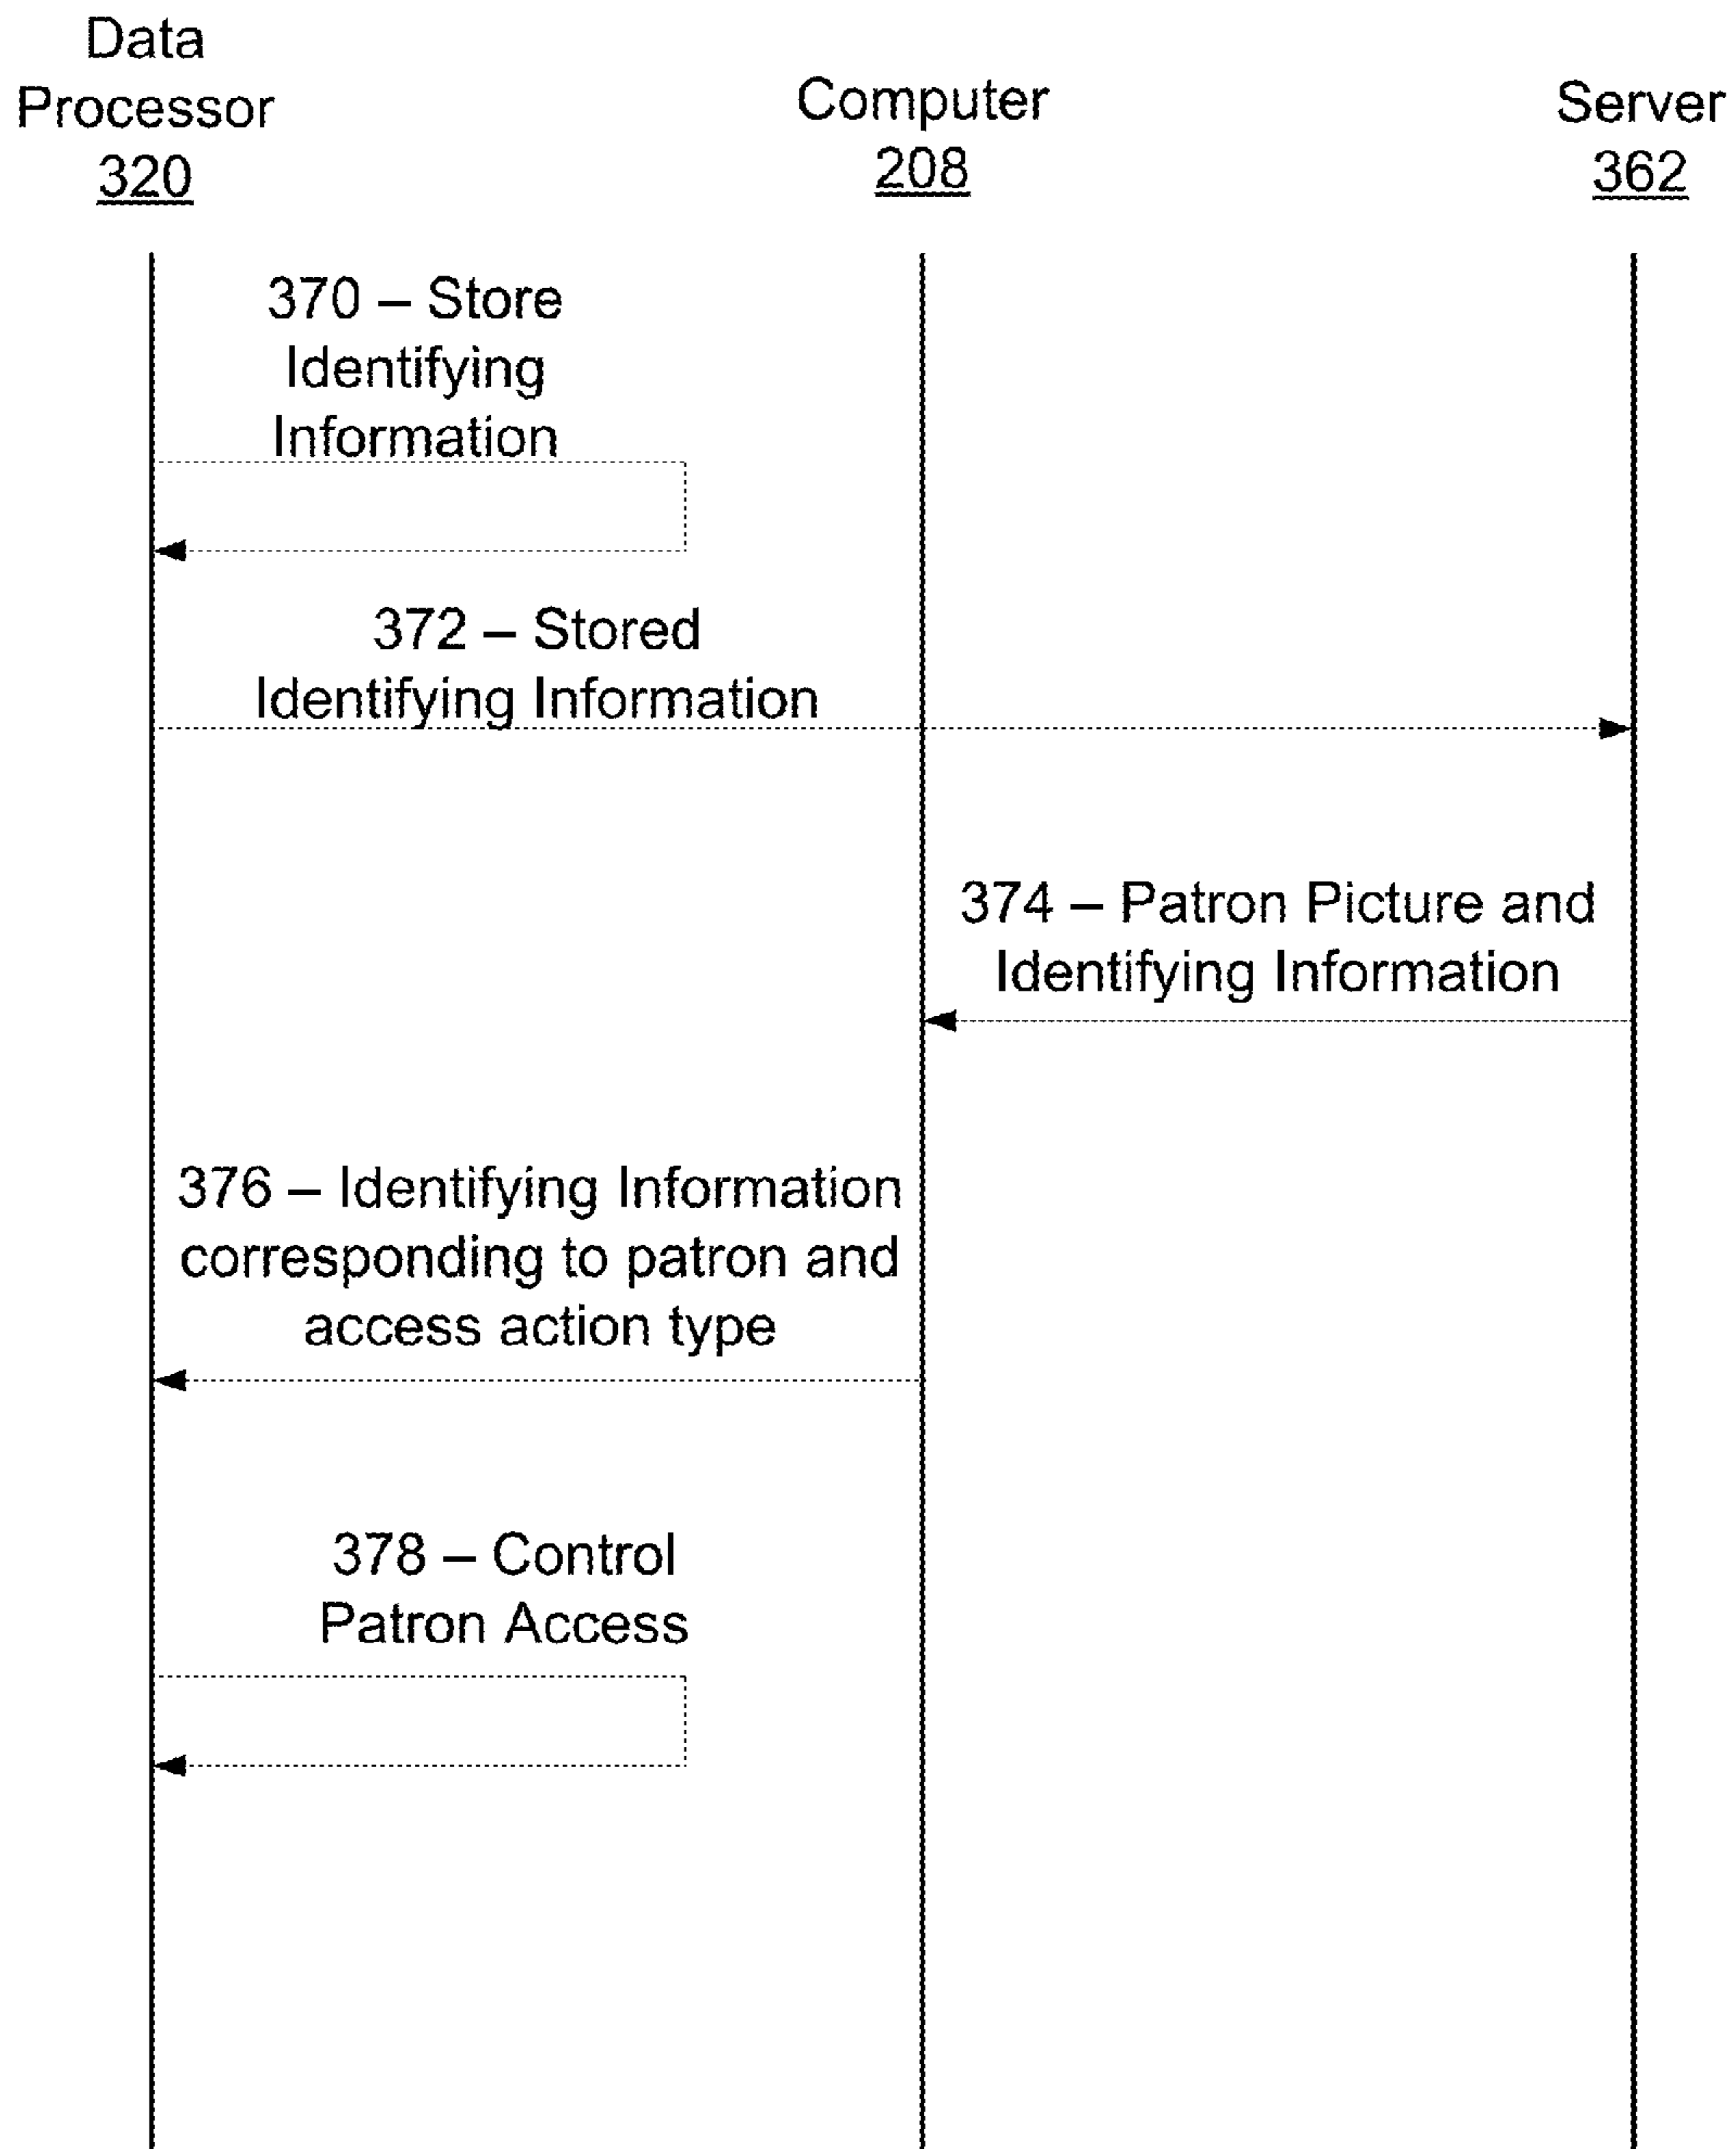 Data
Processor
320
Computer
208
Server
362
370 – Store
Identifying
Information
372 – Stored
Identifying Information
374 – Patron Picture and
Identifying Information
376 – Identifying Information
corresponding to patron and
access action type
378 – Control
Patron Access